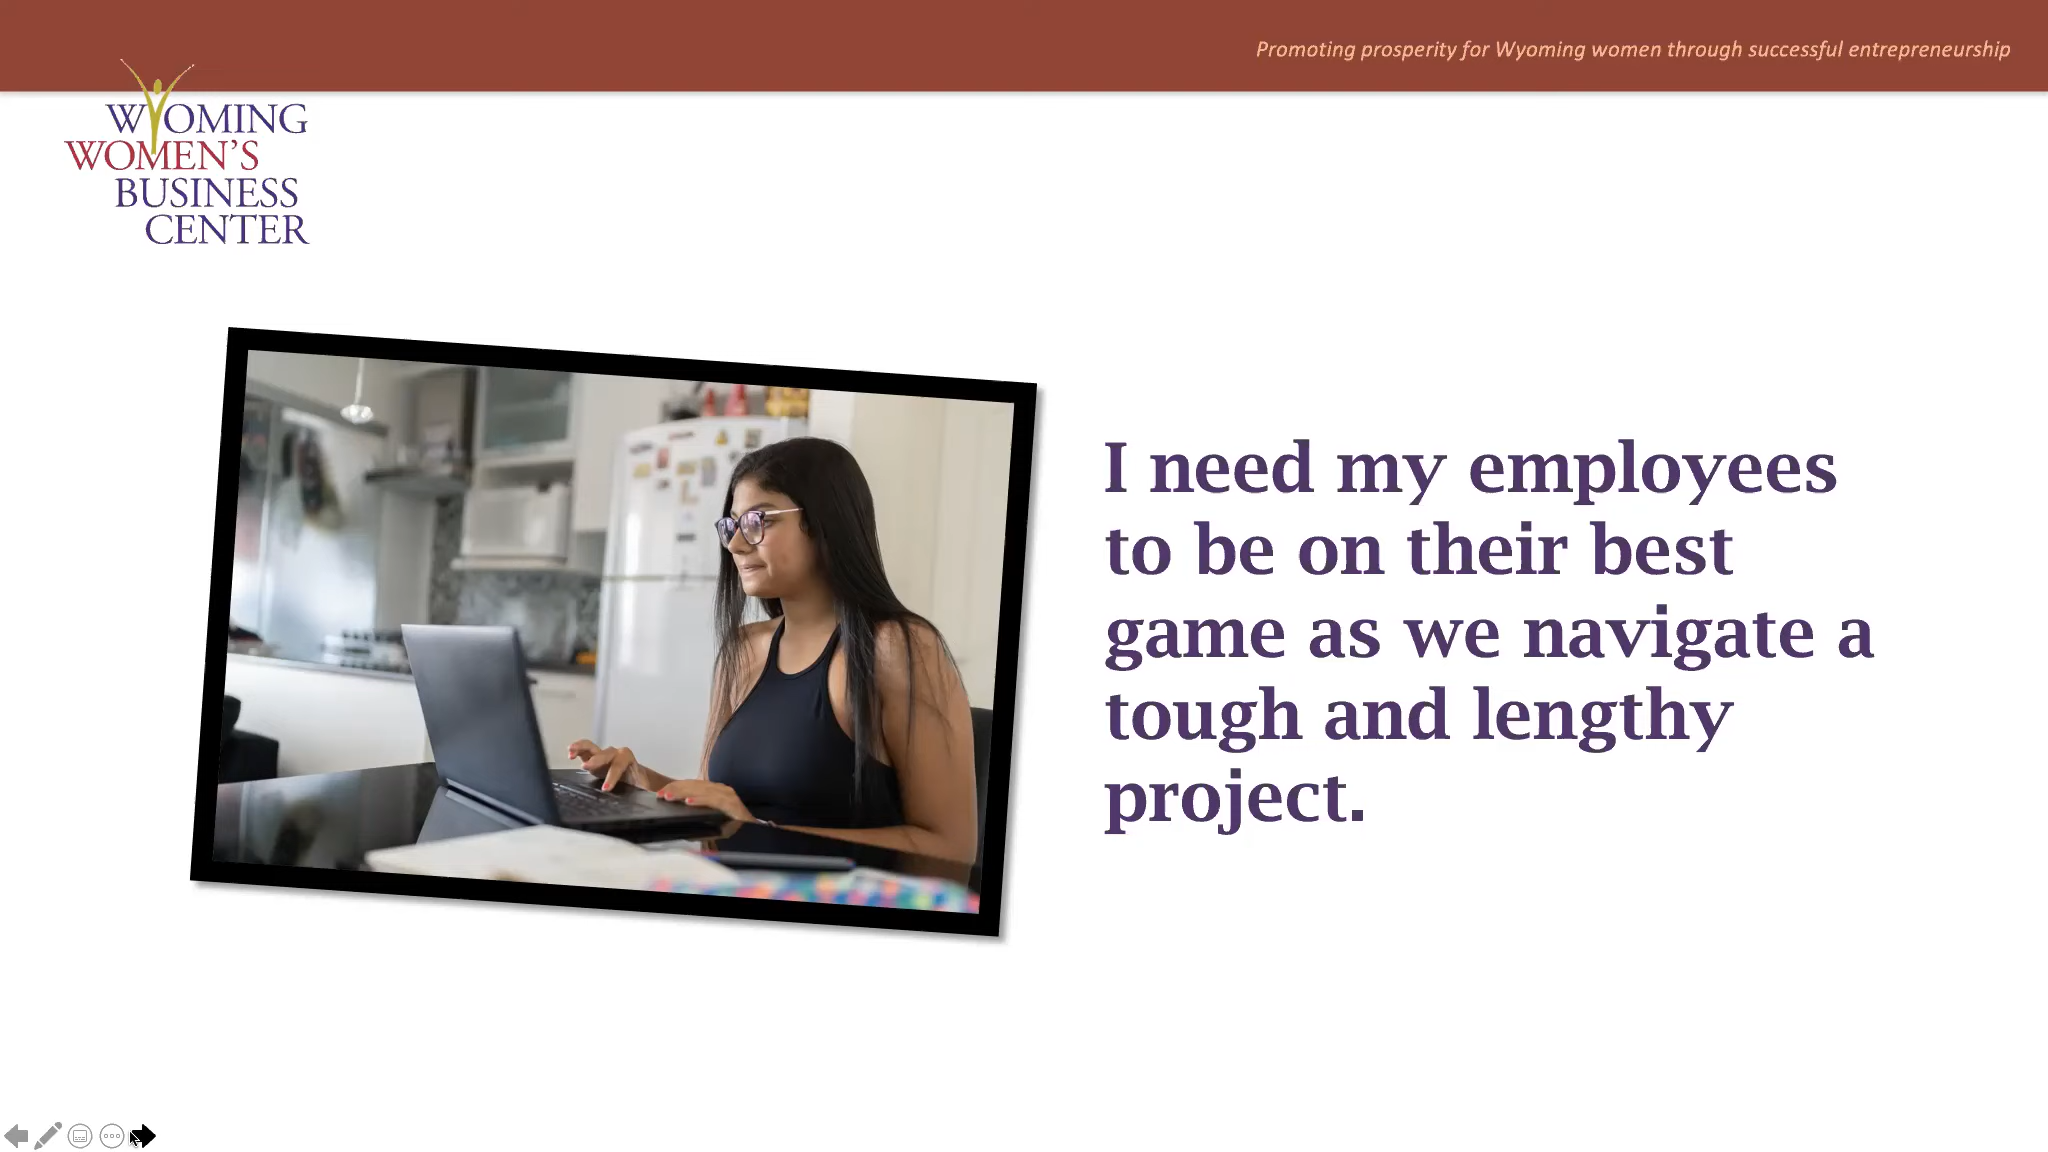 Promoting prosperity for Wyoming women through successful entrepreneurship
WYOMING
WOMEN'S
BUSINESS
CENTER
I need my employees
to be on their best
game as we navigate a
tough and lengthy
project.